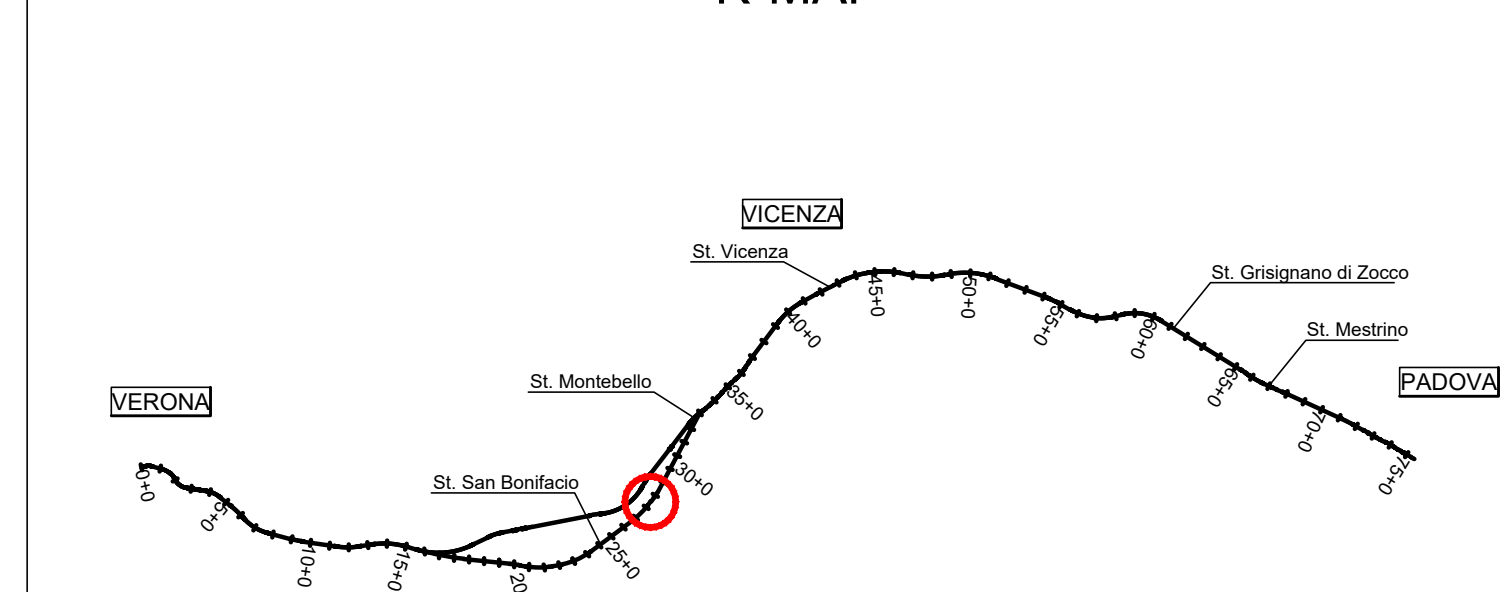 VICENZA
St. Vicenza
St. Grisignano di Zocco
St. Mestrino
PADOVA
St. Montebello
VERONA
St. San Bonifacio
0+0
5+0
10+0
15+0
20
25+0
30+0
35+0
40+0
45+0
50+0
55+0
60+0
65+0
70+0
75+0